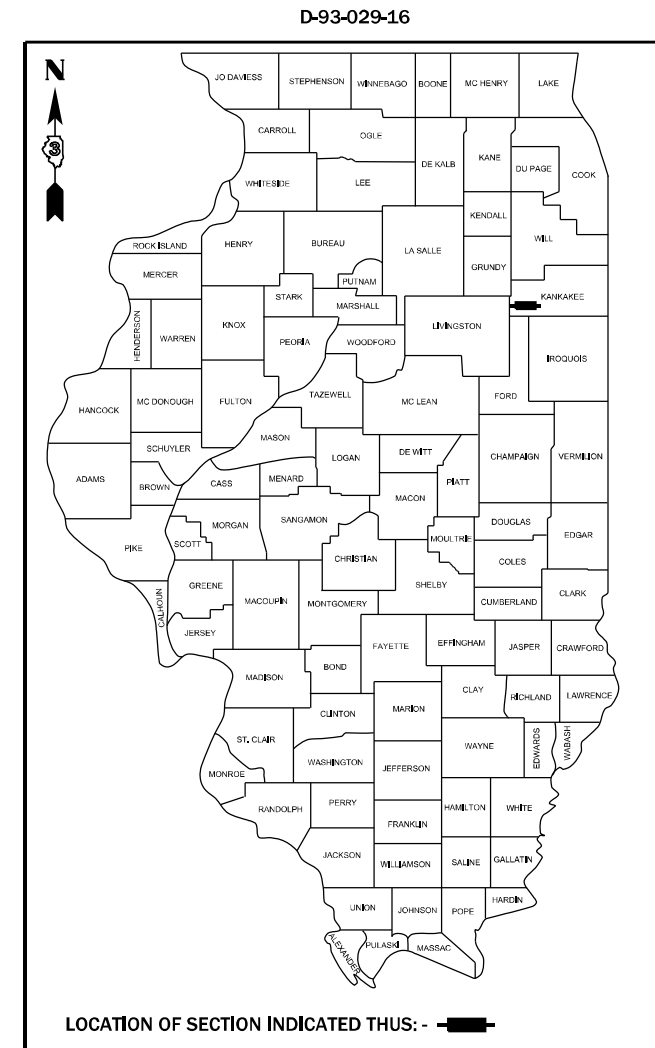 D-93-029-16
N
3
JO DAVIESS STEPHENSON WINNEBAGO BOONE MC HENRY LAKE
CARROLL OGLE DE KALB KANE DU PAGE COOK
WHITESIDE LEE KENDALL WILL
ROCK ISLAND HENRY BUREAU LA SALLE GRUNDY
MERCER PUTNAM KANKAKEE
HENDERSON WARREN KNOX STARK MARSHALL LIVINGSTON
PEORIA WOODFORD IROQUOIS
HANCOCK MC DONOUGH FULTON TAZEWELL MC LEAN FORD
SCHUYLER MASON LOGAN DE WITT CHAMPAIGN VERMILION
ADAMS BROWN CASS MENARD MACON PIATT
PIKE SCOTT MORGAN SANGAMON CHRISTIAN MOULTRIE DOUGLAS EDGAR
COLES
CALHOUN GREENE MACOUPIN MONTGOMERY SHELBY CUMBERLAND CLARK
JERSEY FAYETTE EFFINGHAM JASPER CRAWFORD
MADISON BOND
CLAY RICHLAND LAWRENCE
CLINTON MARION
ST. CLAIR WAYNE EDWARDS WABASH
MONROE WASHINGTON JEFFERSON
RANDOLPH PERRY HAMILTON WHITE
FRANKLIN
JACKSON WILLIAMSON SALINE GALLATIN
UNION JOHNSON POPE HARDIN
ALEXANDER PULASKI MASSAC
LOCATION OF SECTION INDICATED THUS: -